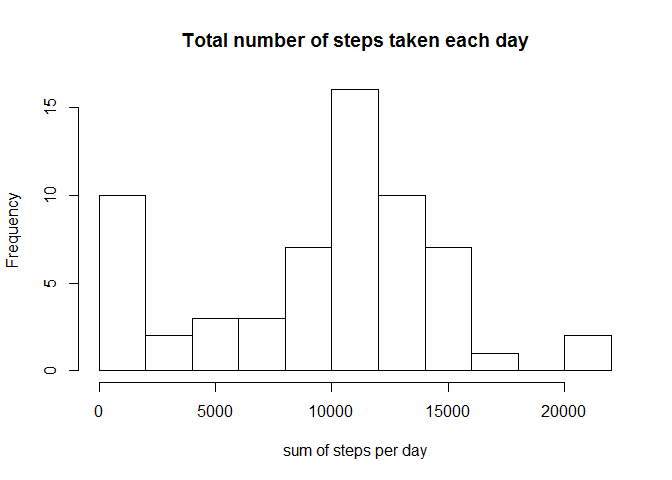 Total number of steps taken each day
Frequency
15
10
5
0
0 5000 10000 15000 20000
sum of steps per day